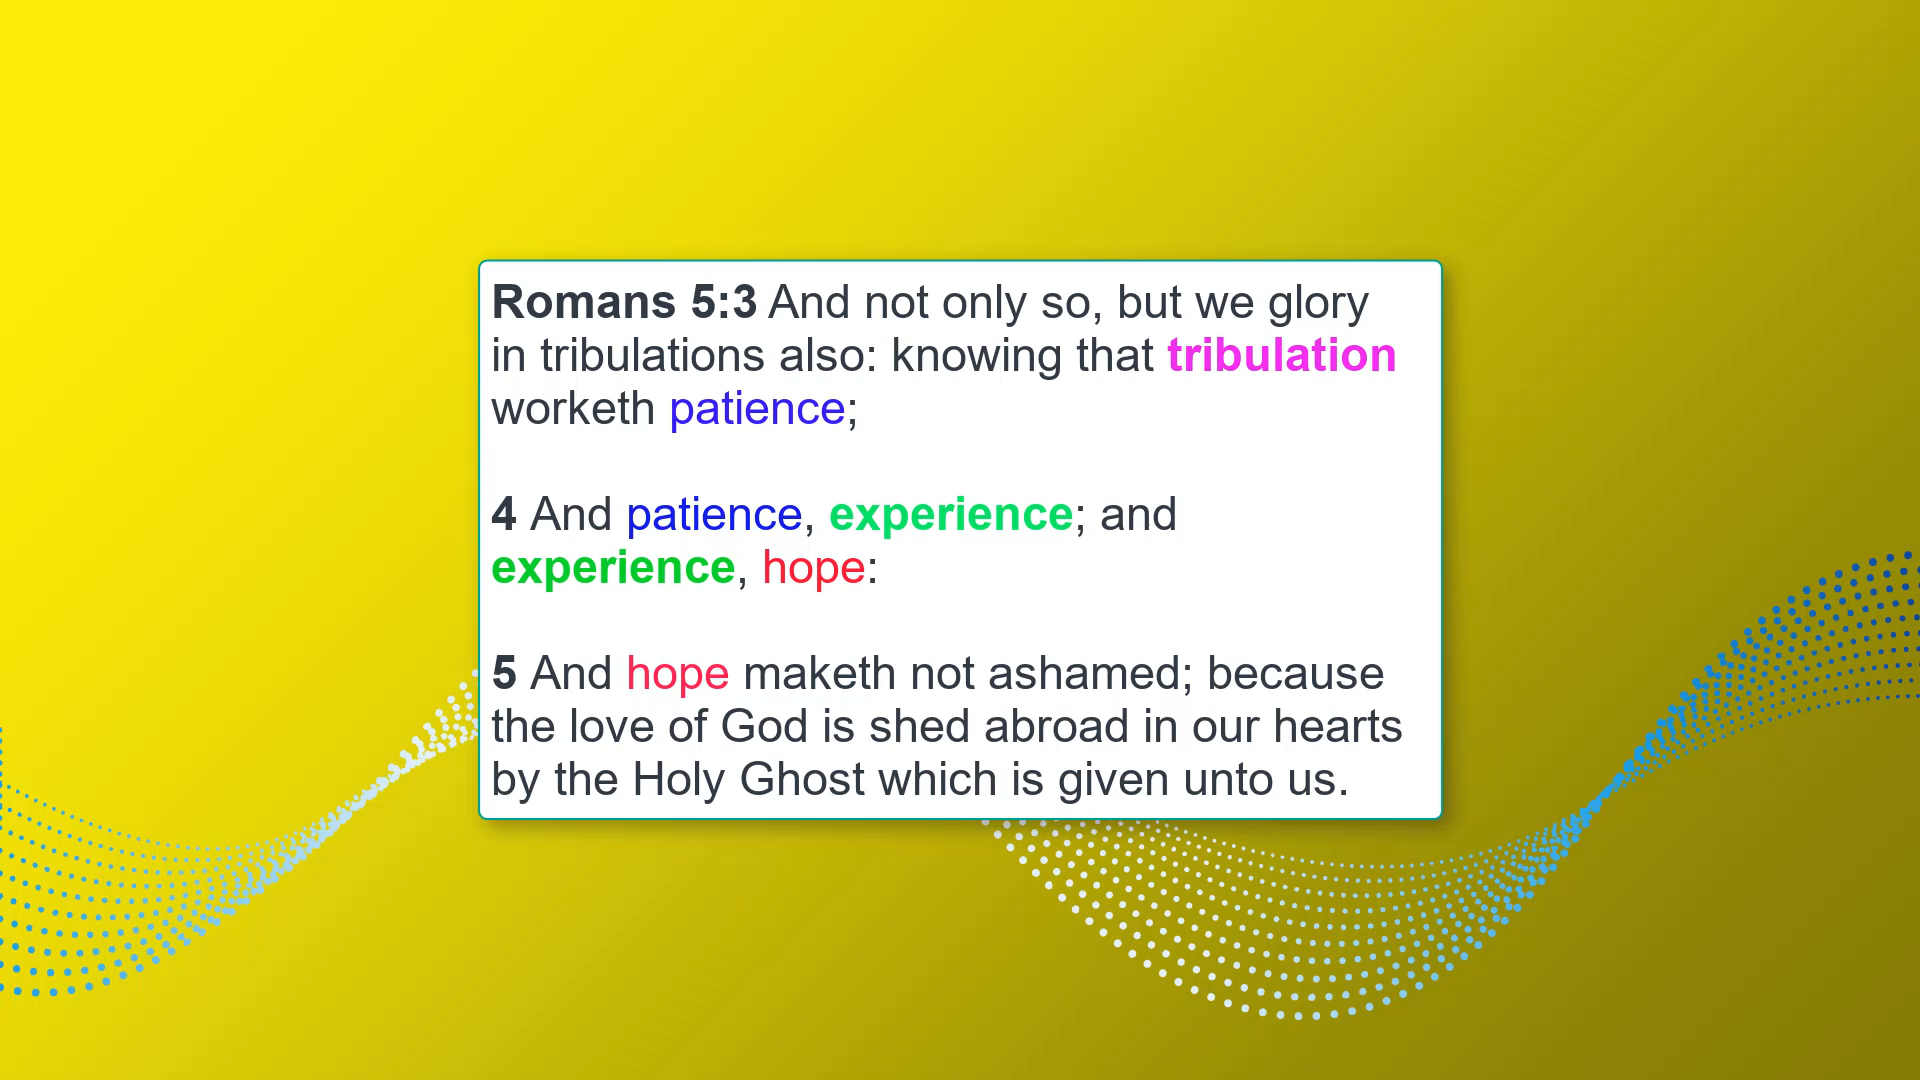 Romans 5:3 And not only so, but we glory
in tribulations also: knowing that tribulation
worketh patience;
4 And patience, experience; and
experience, hope:
5 And hope maketh not ashamed; because
the love of God is shed abroad in our hearts
by the Holy Ghost which is given unto us.